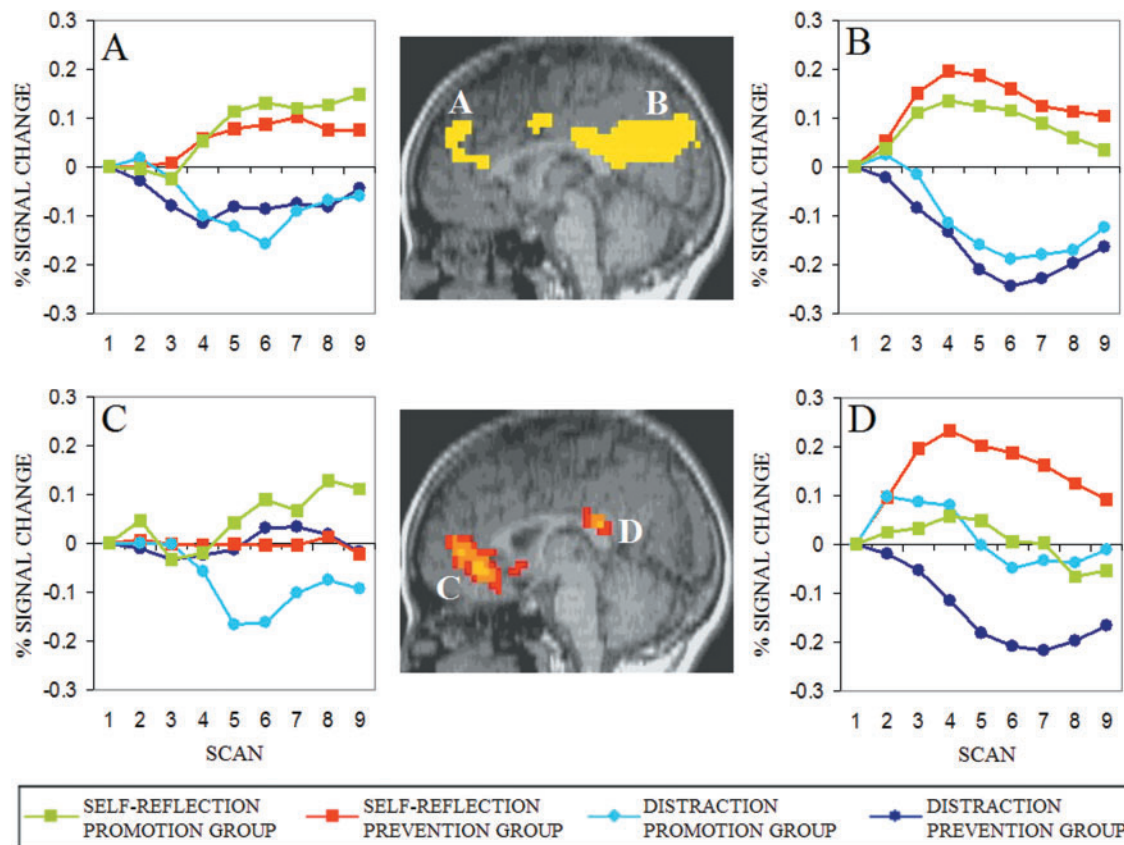 A
% SIGNAL CHANGE
0.3
0.2
0.1
0
-0.1
-0.2
-0.3
1 2 3 4 5 6 7 8 9
A
B
B
% SIGNAL CHANGE
0.3
0.2
0.1
0
-0.1
-0.2
-0.3
1 2 3 4 5 6 7 8 9
C
% SIGNAL CHANGE
0.3
0.2
0.1
0
-0.1
-0.2
-0.3
1 2 3 4 5 6 7 8 9
SCAN
C
D
D
% SIGNAL CHANGE
0.3
0.2
0.1
0
-0.1
-0.2
-0.3
1 2 3 4 5 6 7 8 9
SCAN
SELF-REFLECTION
PROMOTION GROUP
SELF-REFLECTION
PREVENTION GROUP
DISTRACTION
PROMOTION GROUP
DISTRACTION
PREVENTION GROUP